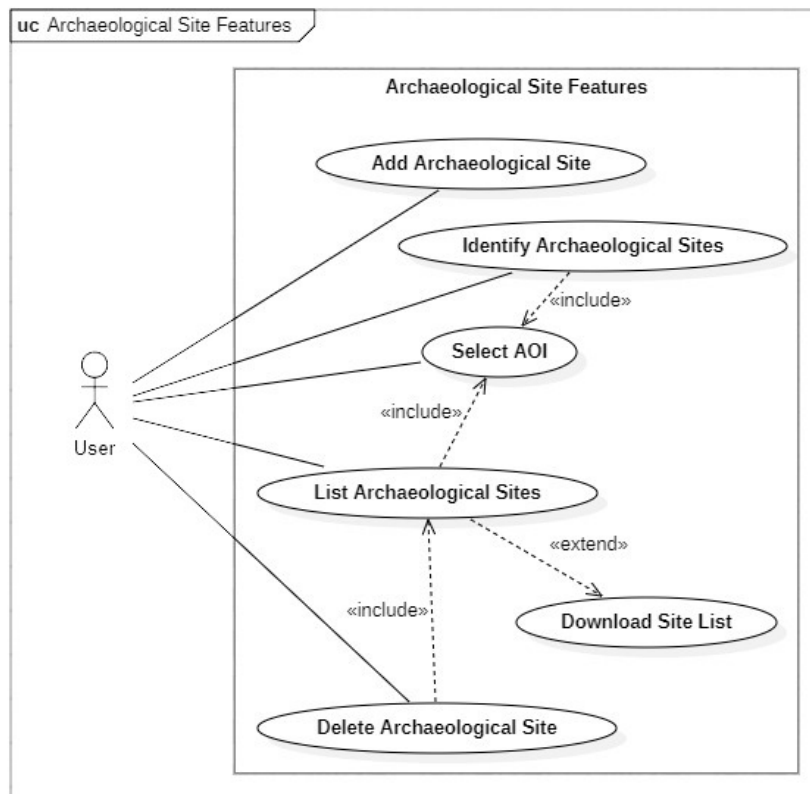 uc Archaeological Site Features
Archaeological Site Features
Add Archaeological Site
Identify Archaeological Sites
«include»
Select AOI
«include»
User
List Archaeological Sites
«extend»
«include»
Download Site List
Delete Archaeological Site